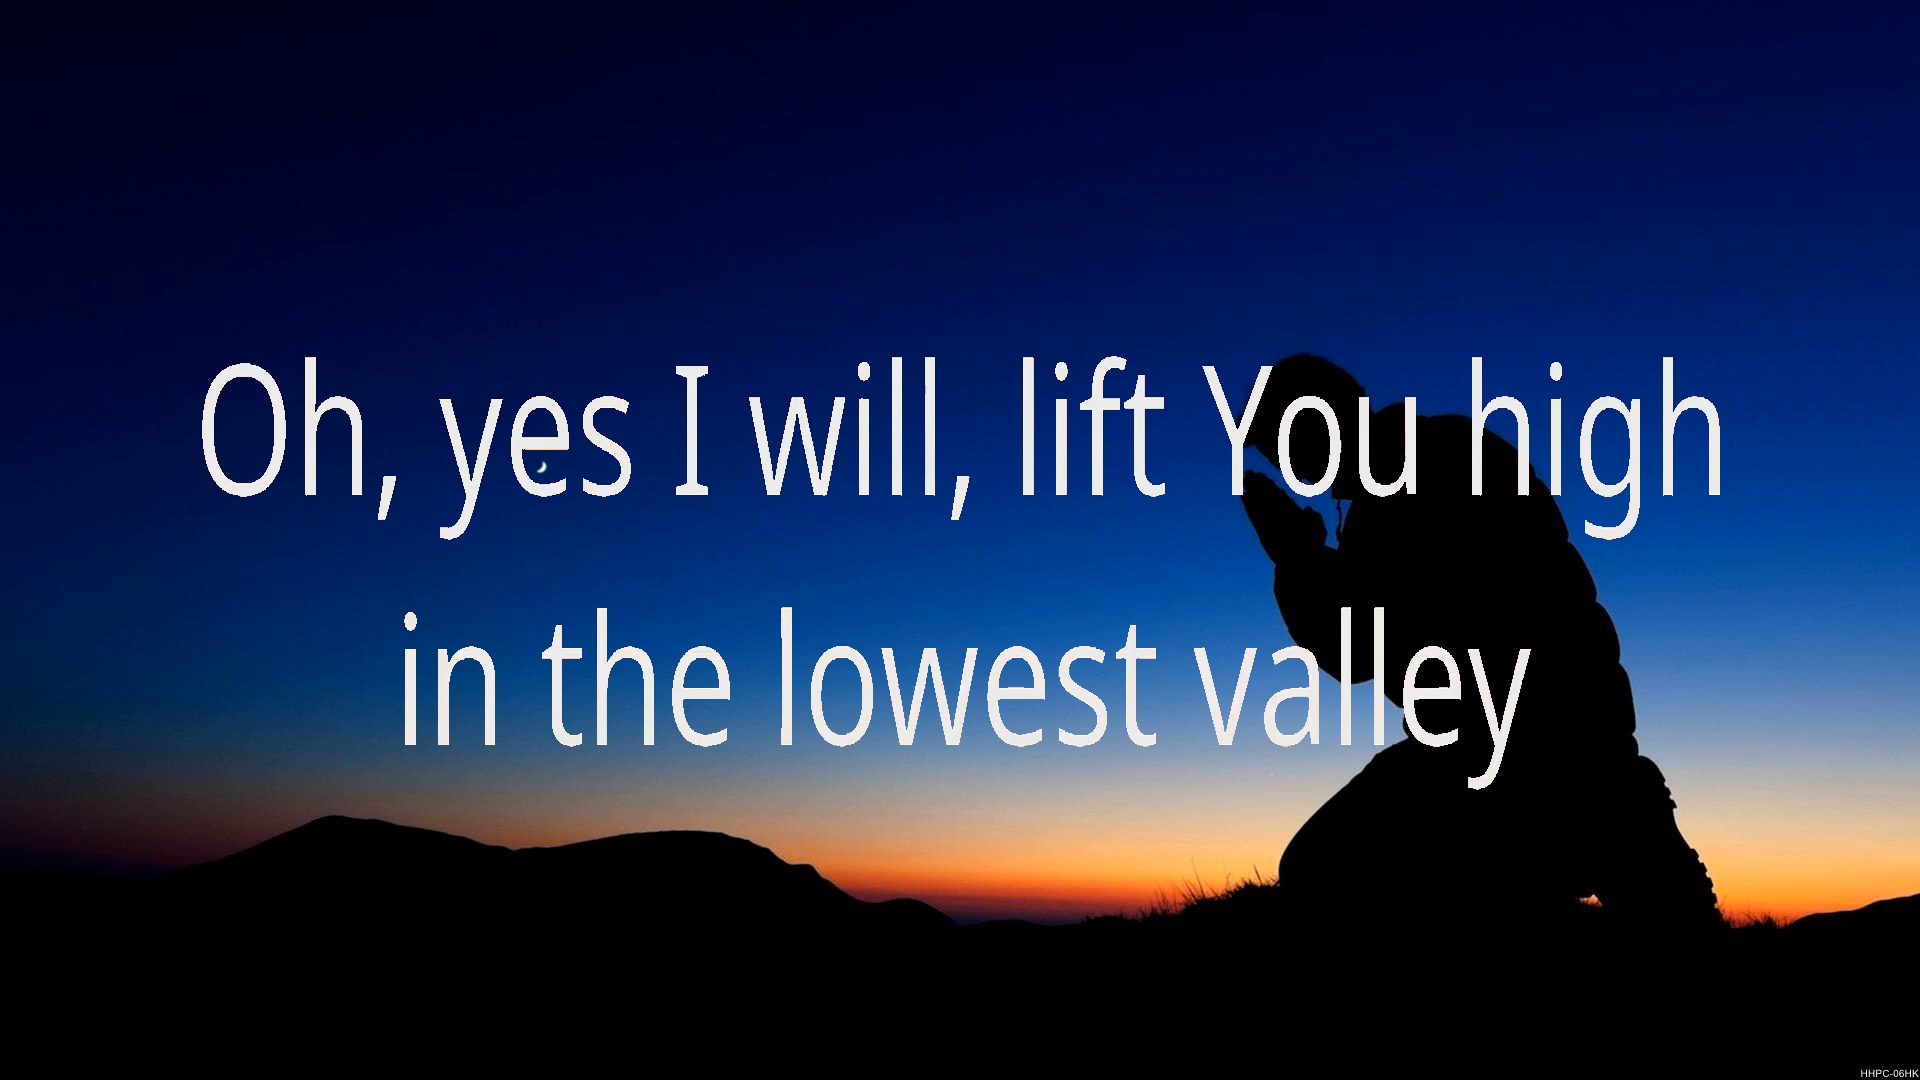 Oh, yes I will, lift You high
in the lowest valley
HHPC-06HK